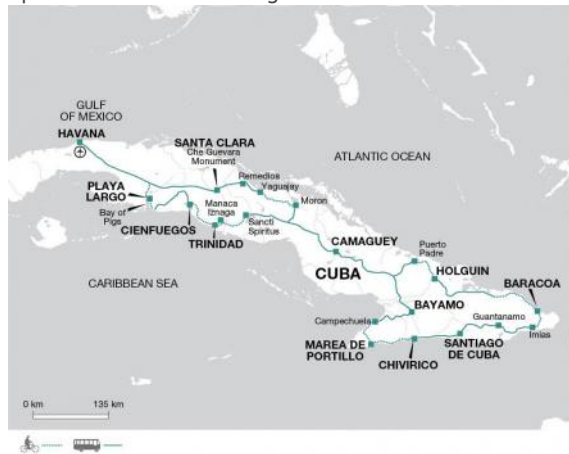 GULF
OF MEXICO
HAVANA
SANTA CLARA
Che Guevara
Monument
ATLANTIC OCEAN
Remedios
Yaguajay
PLAYA
LARGO
Manaca
Iznaga
Moron
Bay of
Pigs
Sancti
Spiritus
CIENFUEGOS
TRINIDAD
CAMAGUEY
Puerto
Padre
CUBA
HOLGUIN
CARIBBEAN SEA
BARACOA
BAYAMO
Campechuela
Guantanamo
MAREA DE
PORTILLO
SANTIAGO
DE CUBA
Imias
CHIVIRICO
0 km
135 km